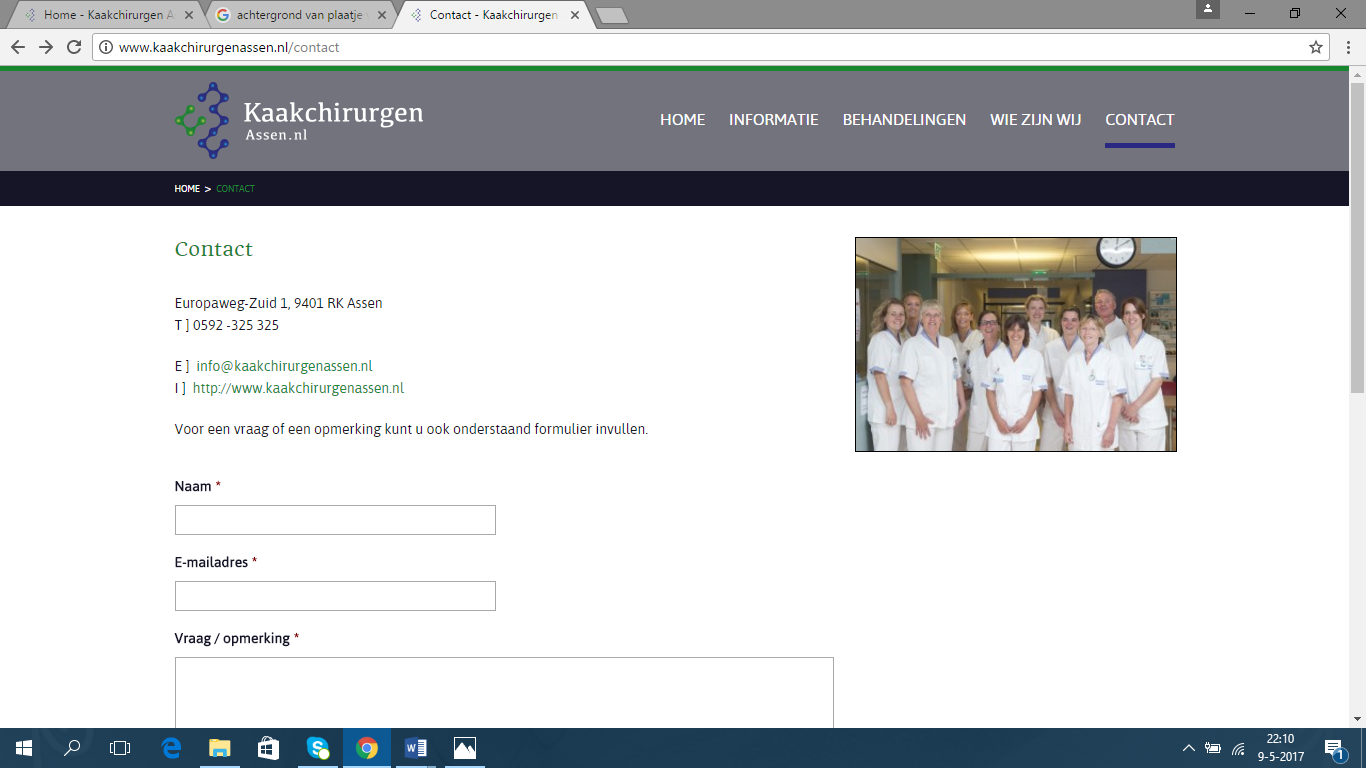 Home - Kaakchirurgen A
achtergrond van plaatje
Contact - Kaakchirurgen
www.kaakchirurgenassen.nl/contact
Kaakchirurgen
Assen.nl
HOME INFORMATIE BEHANDELINGEN WIE ZIJN WIJ CONTACT
HOME > CONTACT
Contact
Europaweg-Zuid 1, 9401 RK Assen
T ] 0592 -325 325
E ] info@kaakchirurgenassen.nl
I ] http://www.kaakchirurgenassen.nl
Voor een vraag of een opmerking kunt u ook onderstaand formulier invullen.
Naam *
E-mailadres *
Vraag / opmerking *
22:10
9-5-2017
1